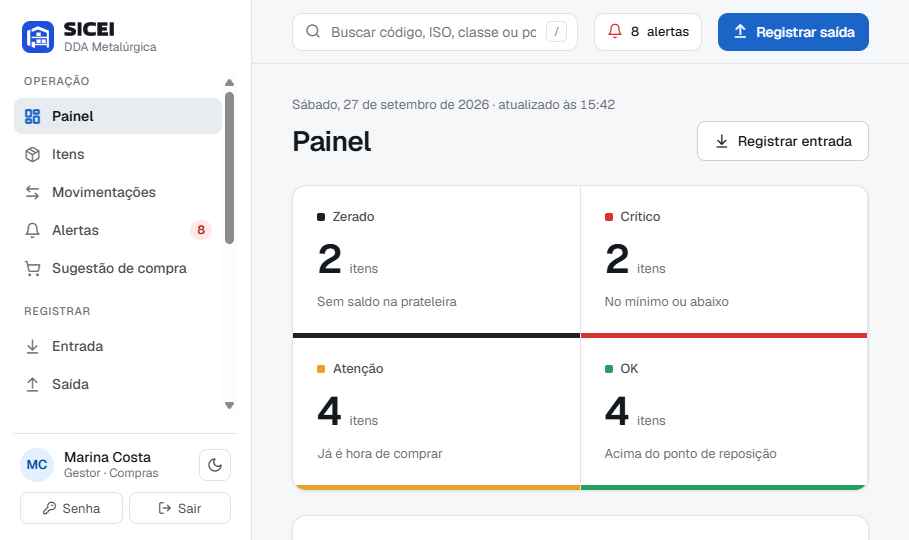 SICEI
DDA Metalúrgica
OPERAÇÃO
Painel
Itens
Movimentações
Alertas 8
Sugestão de compra
REGISTRAR
Entrada
Saída
MC
Marina Costa
Gestor · Compras
Senha
Sair
Buscar código, ISO, classe ou po
/
8 alertas
Registrar saída
Sábado, 27 de setembro de 2026 · atualizado às 15:42
Painel
Registrar entrada
Zerado
2 itens
Sem saldo na prateleira
Crítico
2 itens
No mínimo ou abaixo
Atenção
4 itens
Já é hora de comprar
OK
4 itens
Acima do ponto de reposição